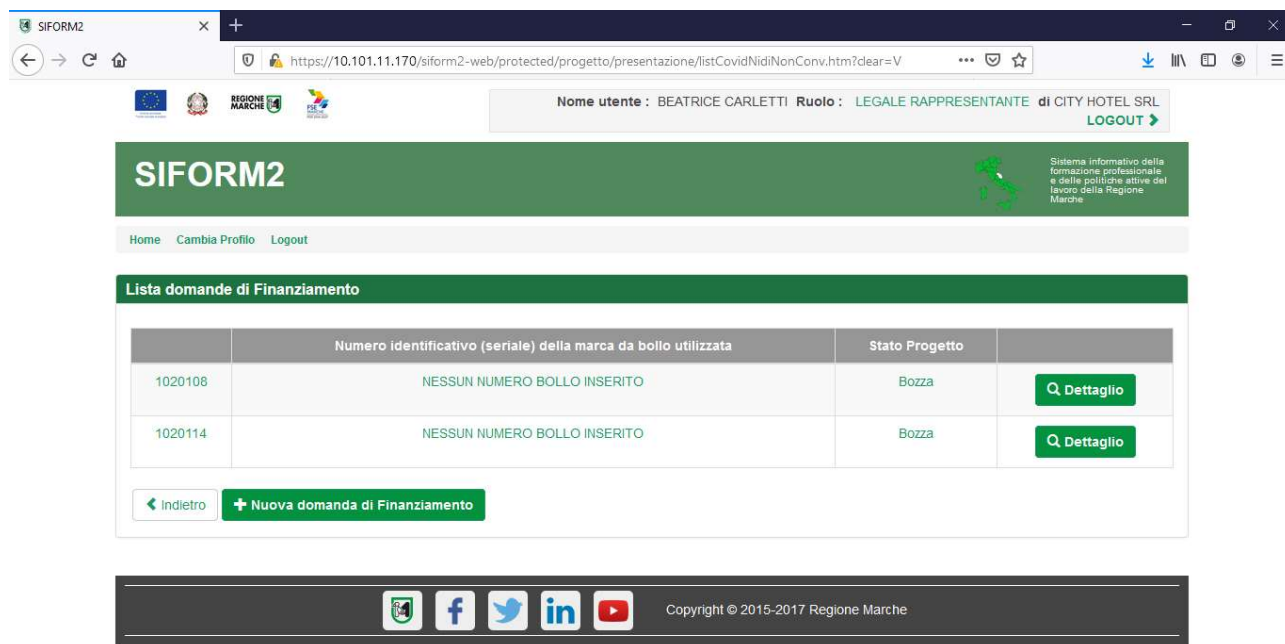 SIFORM2
https://10.101.11.170/siform2-web/protected/progetto/presentazione/listCovidNidiNonConv.htm?clear=V
REGIONE
MARCHE
Nome utente : BEATRICE CARLETTI Ruolo : LEGALE RAPPRESENTANTE di CITY HOTEL SRL
LOGOUT
SIFORM2
Sistema informativo della
formazione professionale
e delle politiche attive del
lavoro della Regione
Marche
Home Cambia Profilo Logout
Lista domande di Finanziamento
Numero identificativo (seriale) della marca da bollo utilizzata Stato Progetto
1020108 NESSUN NUMERO BOLLO INSERITO Bozza Dettaglio
1020114 NESSUN NUMERO BOLLO INSERITO Bozza Dettaglio
Indietro Nuova domanda di Finanziamento
Copyright © 2015-2017 Regione Marche